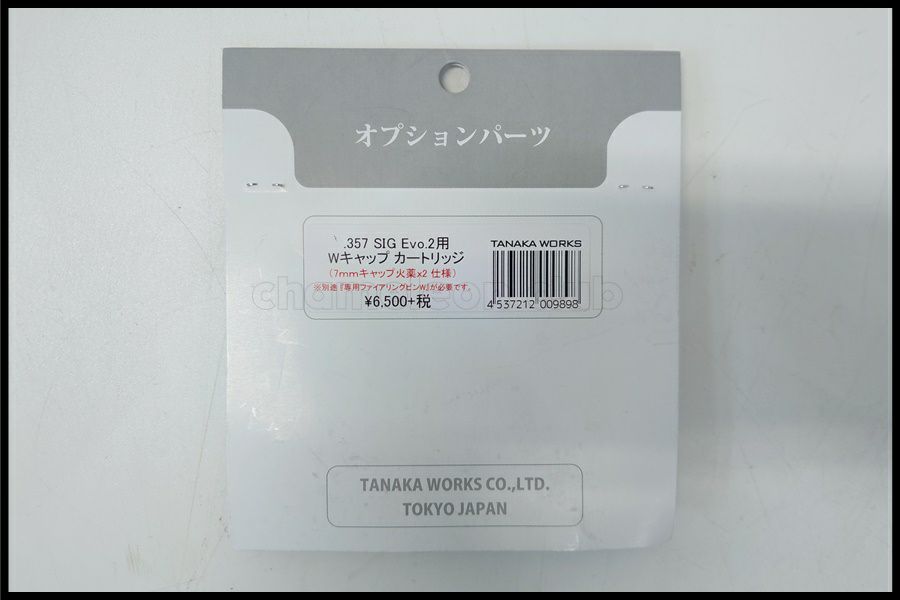 オプションパーツ
.357 SIG Evo.2用
Wキャップ カートリッジ
(7mmキャップ火薬x2 仕様)
※別途『専用ファイアリングピンW』が必要です。
¥6,500+税
TANAKA WORKS
4 537212 009898
TANAKA WORKS CO.,LTD.
TOKYO JAPAN